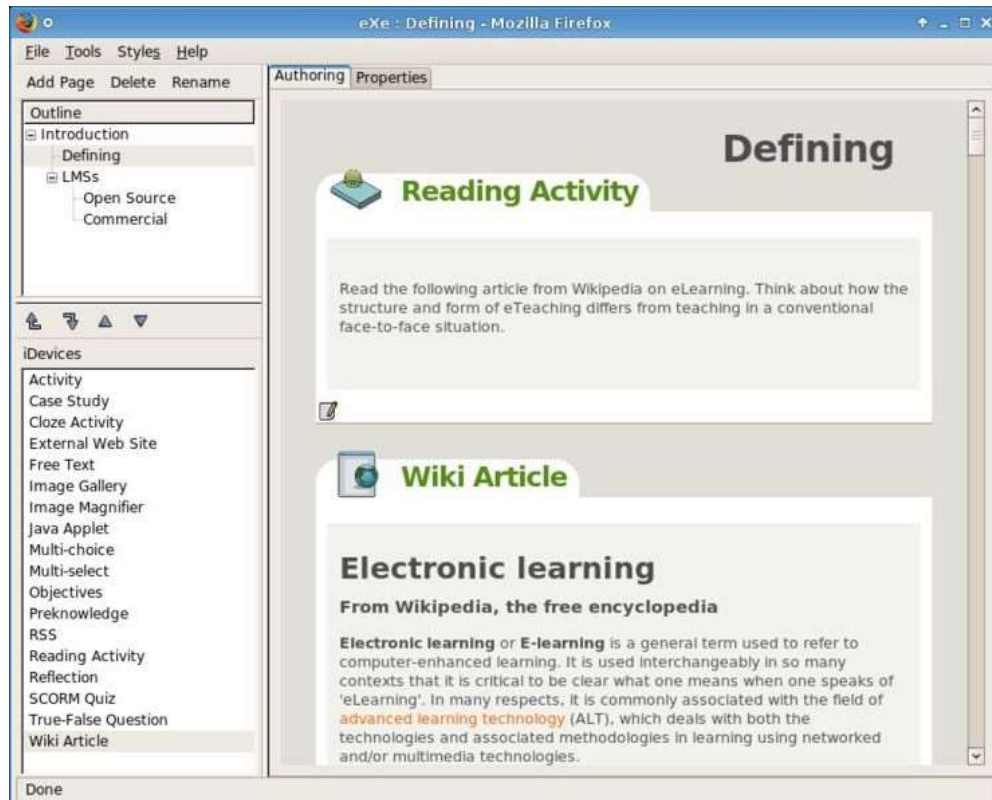 eXe : Defining - Mozilla Firefox
File Tools Styles Help
Add Page Delete Rename
Outline
Introduction
Defining
LMSs
Open Source
Commercial
iDevices
Activity
Case Study
Cloze Activity
External Web Site
Free Text
Image Gallery
Image Magnifier
Java Applet
Multi-choice
Multi-select
Objectives
Preknowledge
RSS
Reading Activity
Reflection
SCORM Quiz
True-False Question
Wiki Article
Authoring Properties
Defining
Reading Activity
Read the following article from Wikipedia on eLearning. Think about how the
structure and form of eTeaching differs from teaching in a conventional
face-to-face situation.
Wiki Article
Electronic learning
From Wikipedia, the free encyclopedia
Electronic learning or E-learning is a general term used to refer to
computer-enhanced learning. It is used interchangeably in so many
contexts that it is critical to be clear what one means when one speaks of
'eLearning'. In many respects, it is commonly associated with the field of
advanced learning technology (ALT), which deals with both the
technologies and associated methodologies in learning using networked
and/or multimedia technologies.
Done